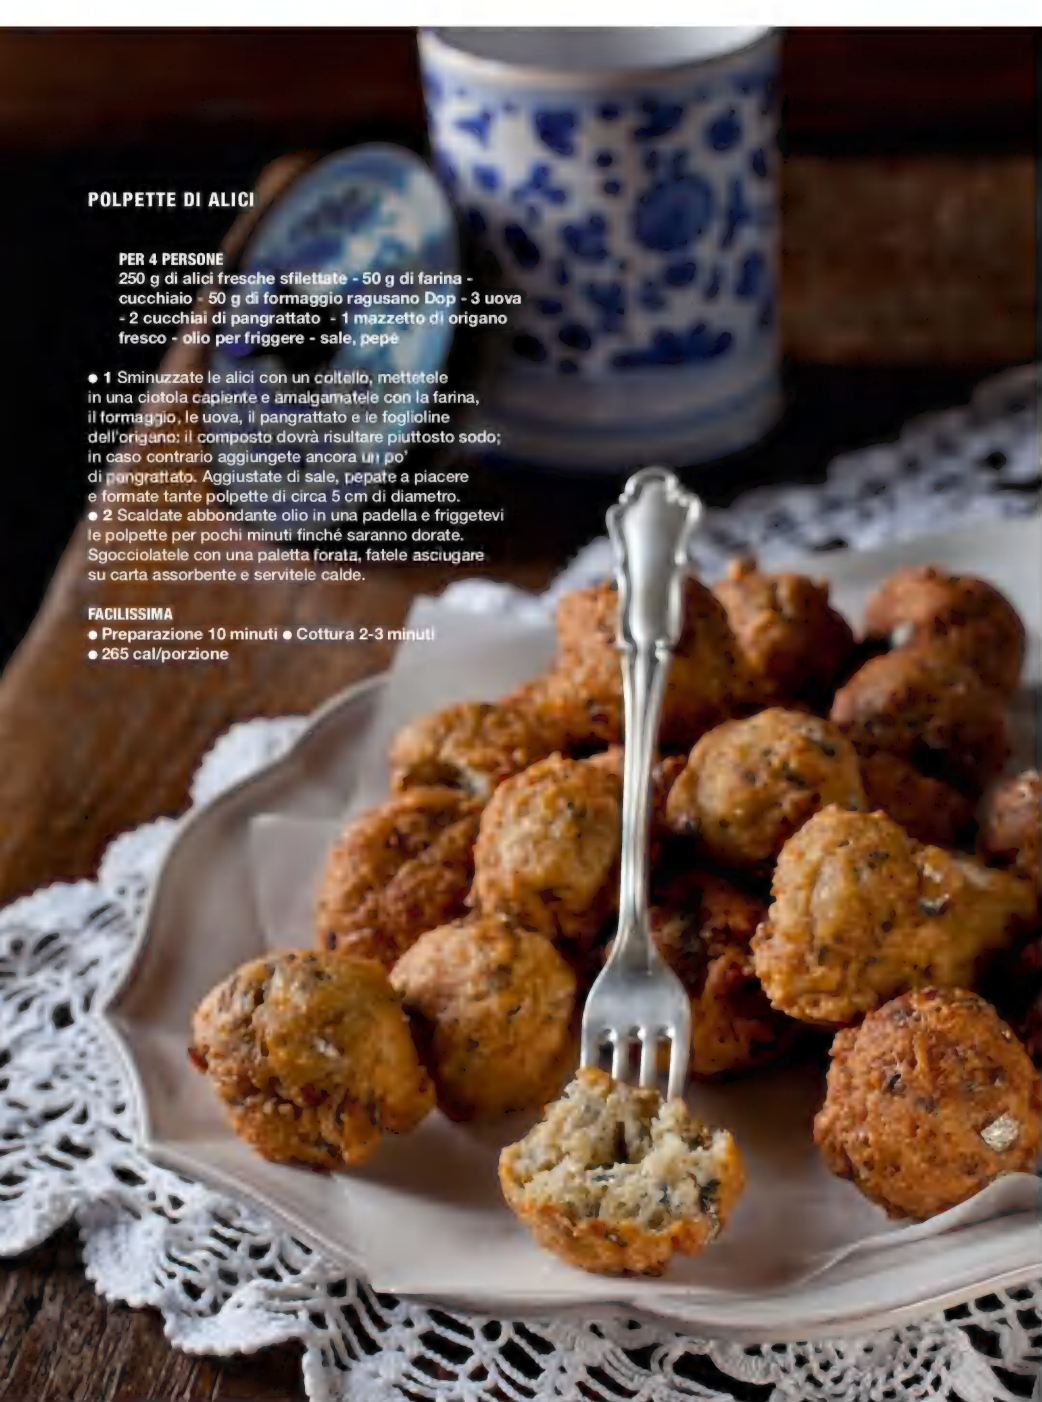 POLPETTE DI ALICI
PER 4 PERSONE
250 g di alici fresche sfilettate - 50 g di farina -
cucchiaio - 50 g di formaggio ragusano Dop - 3 uova
- 2 cucchiai di pangrattato - 1 mazzetto di origano
fresco - olio per friggere - sale, pepe
● 1 Sminuzzate le alici con un coltello, mettetele
in una ciotola capiente e amalgamatele con la farina,
il formaggio, le uova, il pangrattato e le foglioline
dell'origano: il composto dovrà risultare piuttosto sodo;
in caso contrario aggiungete ancora un po'
di pangrattato. Aggiustate di sale, pepate a piacere
e formate tante polpette di circa 5 cm di diametro.
● 2 Scaldate abbondante olio in una padella e friggetevi
le polpette per pochi minuti finché saranno dorate.
Sgocciolatele con una paletta forata, fatele asciugare
su carta assorbente e servitele calde.
FACILISSIMA
● Preparazione 10 minuti ● Cottura 2-3 minuti
● 265 cal/porzione